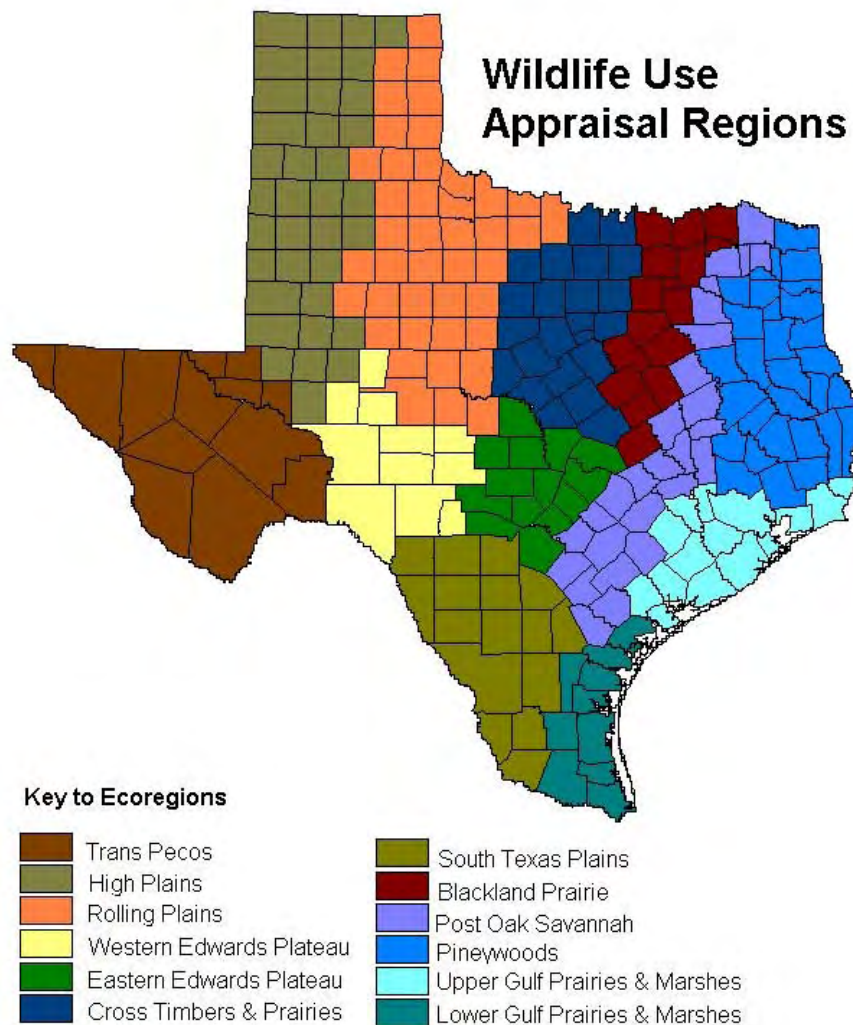 Wildlife Use
Appraisal Regions
Key to Ecoregions
Trans Pecos
High Plains
Rolling Plains
Western Edwards Plateau
Eastern Edwards Plateau
Cross Timbers & Prairies
South Texas Plains
Blackland Prairie
Post Oak Savannah
Pineywoods
Upper Gulf Prairies & Marshes
Lower Gulf Prairies & Marshes